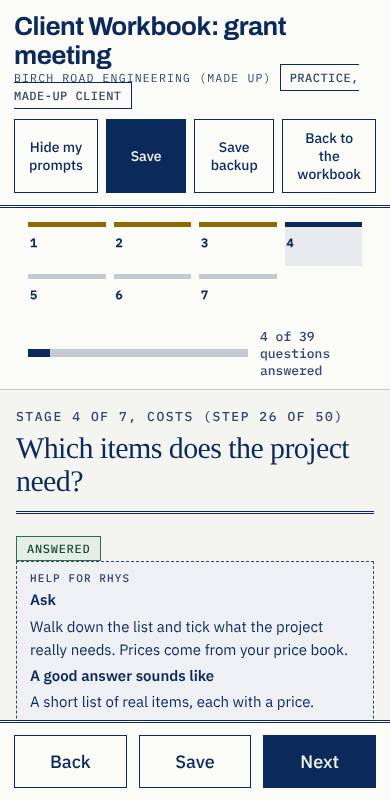 Client Workbook: grant
meeting
BIRCH ROAD ENGINEERING (MADE UP) PRACTICE,
MADE-UP CLIENT
Hide my
prompts
Save
Save
backup
Back to
the
workbook
1
2
3
4
5
6
7
4 of 39
questions
answered
STAGE 4 OF 7, COSTS (STEP 26 OF 50)
Which items does the project
need?
ANSWERED
HELP FOR RHYS
Ask
Walk down the list and tick what the project
really needs. Prices come from your price book.
A good answer sounds like
A short list of real items, each with a price.
Back
Save
Next